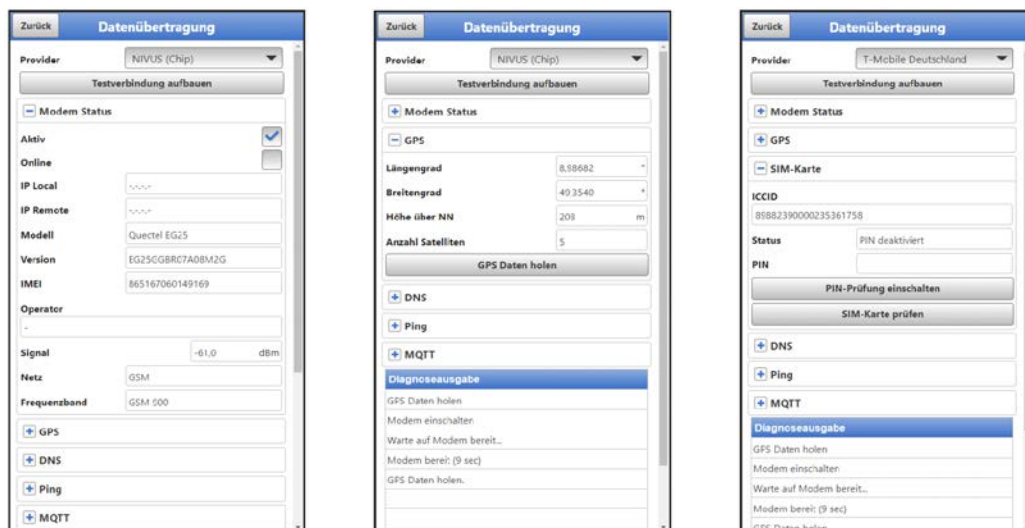 Zurück Datenübertragung
Provider NIVUS (Chip)
Testverbindung aufbauen
Modem Status
Aktiv
Online
IP Local -.-.-.-
IP Remote -.-.-.-
Modell Quectel EG25
Version EG25GGBR07A08M2G
IMEI 865167060149169
Operator
-
Signal -61,0 dBm
Netz GSM
Frequenzband GSM 900
GPS
DNS
Ping
MQTT
Zurück Datenübertragung
Provider NIVUS (Chip)
Testverbindung aufbauen
Modem Status
GPS
Längengrad 8,98682 °
Breitengrad 49,3540 °
Höhe über NN 203 m
Anzahl Satelliten 5
GPS Daten holen
DNS
Ping
MQTT
Diagnoseausgabe
GPS Daten holen
Modem einschalten
Warte auf Modem bereit...
Modem bereit (9 sec)
GPS Daten holen.
Zurück Datenübertragung
Provider T-Mobile Deutschland
Testverbindung aufbauen
Modem Status
GPS
SIM-Karte
ICCID
89882390000235361758
Status PIN deaktiviert
PIN
PIN-Prüfung einschalten
SIM-Karte prüfen
DNS
Ping
MQTT
Diagnoseausgabe
GPS Daten holen
Modem einschalten
Warte auf Modem bereit...
Modem bereit (9 sec)
GPS Daten holen